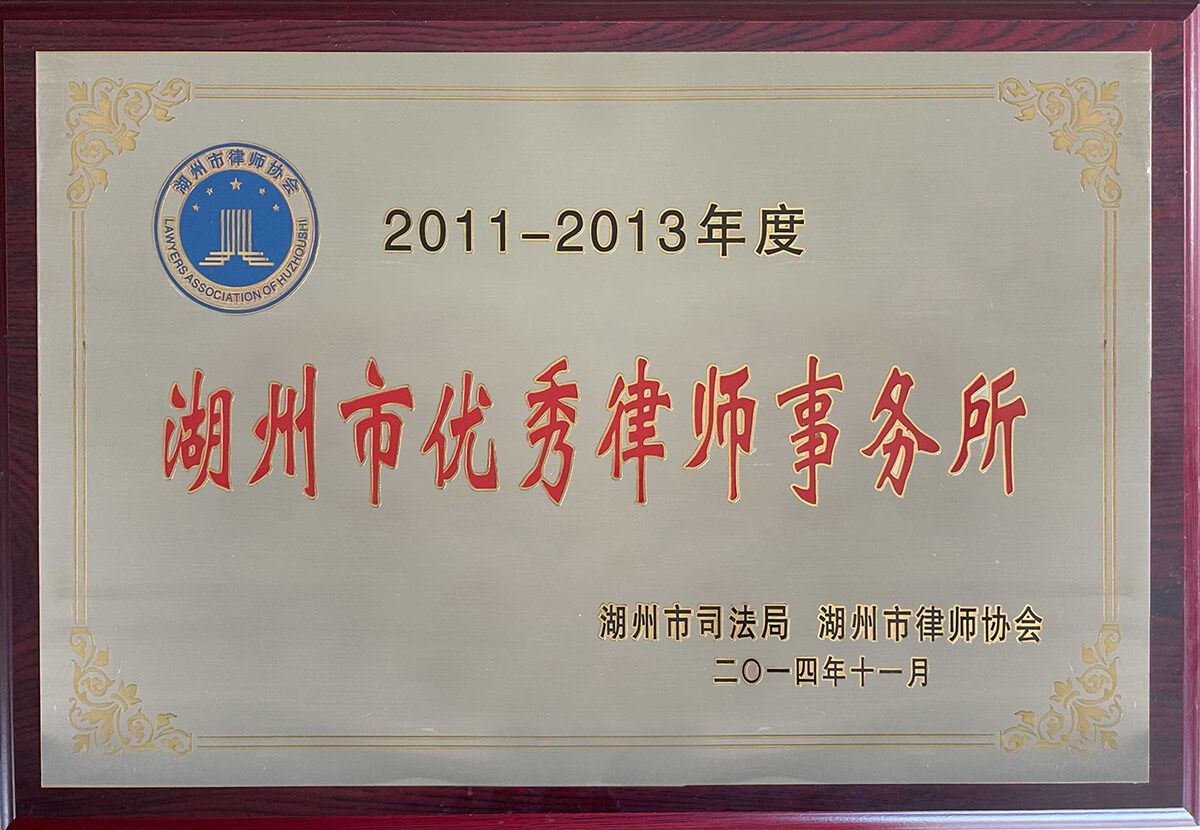 湖州市律师协会
LAWYERS ASSOCIATION OF HUZHOUSHI
2011-2013年度
湖州市优秀律师事务所
湖州市司法局 湖州市律师协会
二〇一四年十一月